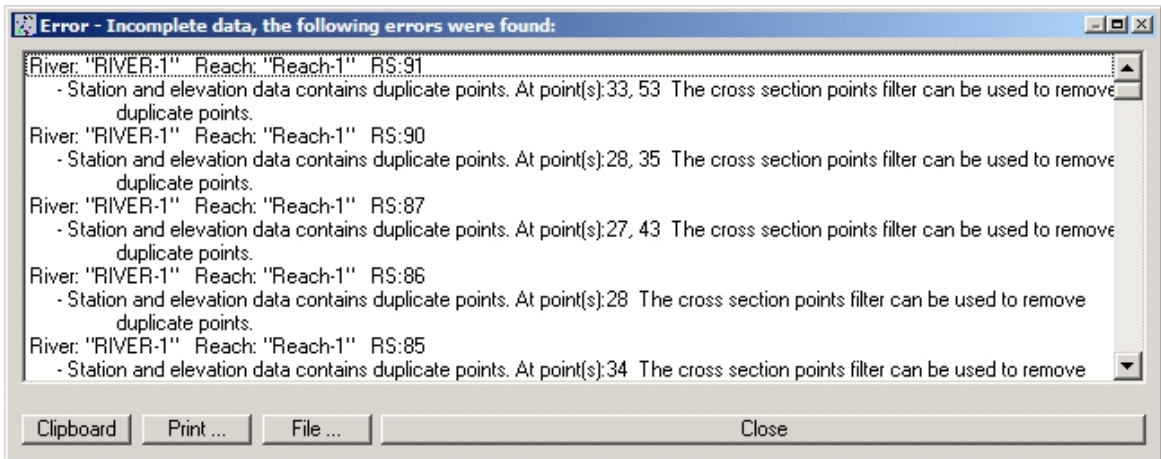 Error - Incomplete data, the following errors were found:
River: "RIVER-1" Reach: "Reach-1" RS:91
- Station and elevation data contains duplicate points. At point(s):33, 53 The cross section points filter can be used to remove
duplicate points.
River: "RIVER-1" Reach: "Reach-1" RS:90
- Station and elevation data contains duplicate points. At point(s):28, 35 The cross section points filter can be used to remove
duplicate points.
River: "RIVER-1" Reach: "Reach-1" RS:87
- Station and elevation data contains duplicate points. At point(s):27, 43 The cross section points filter can be used to remove
duplicate points.
River: "RIVER-1" Reach: "Reach-1" RS:86
- Station and elevation data contains duplicate points. At point(s):28 The cross section points filter can be used to remove
duplicate points.
River: "RIVER-1" Reach: "Reach-1" RS:85
- Station and elevation data contains duplicate points. At point(s):34 The cross section points filter can be used to remove
Clipboard Print ... File ... Close